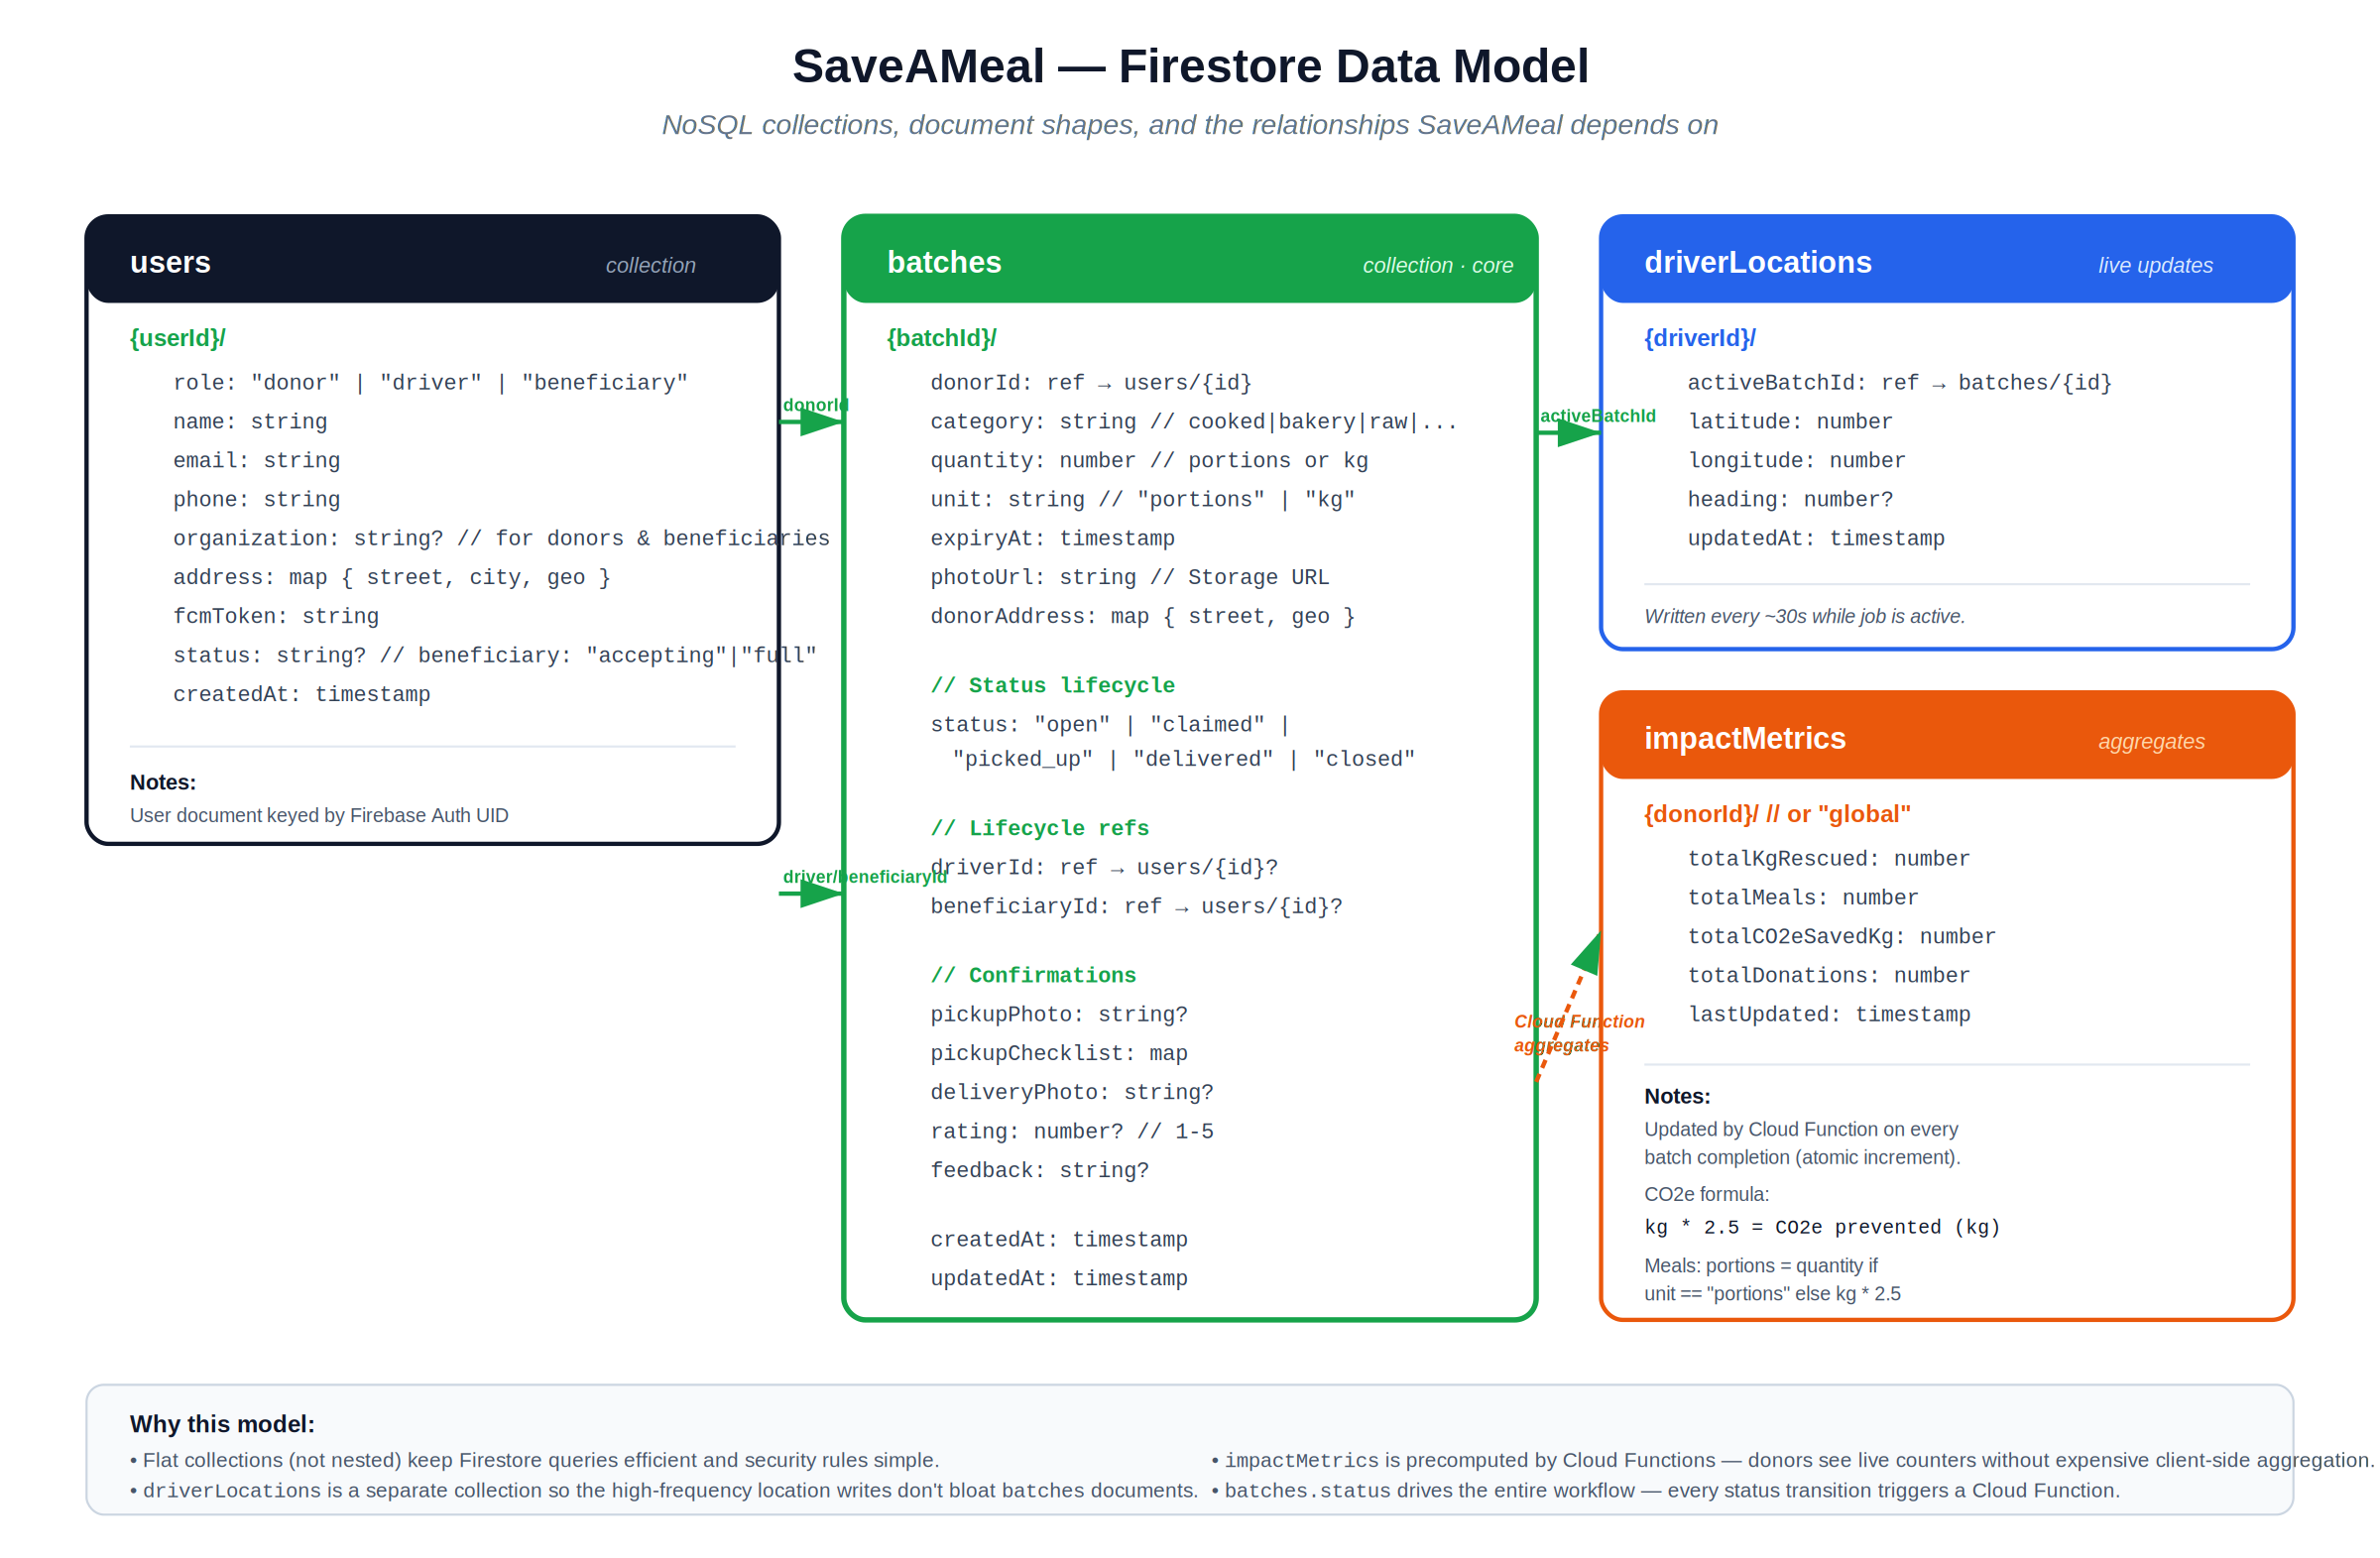 SaveAMeal — Firestore Data Model
NoSQL collections, document shapes, and the relationships SaveAMeal depends on
users
collection
{userId}/
role: "donor" | "driver" | "beneficiary"
name: string
email: string
phone: string
organization: string? // for donors & beneficiaries
address: map { street, city, geo }
fcmToken: string
status: string? // beneficiary: "accepting"|"full"
createdAt: timestamp
Notes:
User document keyed by Firebase Auth UID
donorId
driver/beneficiaryId
batches
collection · core
{batchId}/
donorId: ref → users/{id}
category: string // cooked|bakery|raw|...
quantity: number // portions or kg
unit: string // "portions" | "kg"
expiryAt: timestamp
photoUrl: string // Storage URL
donorAddress: map { street, geo }
// Status lifecycle
status: "open" | "claimed" |
"picked_up" | "delivered" | "closed"
// Lifecycle refs
driverId: ref → users/{id}?
beneficiaryId: ref → users/{id}?
// Confirmations
pickupPhoto: string?
pickupChecklist: map
deliveryPhoto: string?
rating: number? // 1-5
feedback: string?
createdAt: timestamp
updatedAt: timestamp
activeBatchId
Cloud Function
aggregates
driverLocations
live updates
{driverId}/
activeBatchId: ref → batches/{id}
latitude: number
longitude: number
heading: number?
updatedAt: timestamp
Written every ~30s while job is active.
impactMetrics
aggregates
{donorId}/ // or "global"
totalKgRescued: number
totalMeals: number
totalCO2eSavedKg: number
totalDonations: number
lastUpdated: timestamp
Notes:
Updated by Cloud Function on every
batch completion (atomic increment).
CO2e formula:
kg * 2.5 = CO2e prevented (kg)
Meals: portions = quantity if
unit == "portions" else kg * 2.5
Why this model:
• Flat collections (not nested) keep Firestore queries efficient and security rules simple.
• driverLocations is a separate collection so the high-frequency location writes don't bloat batches documents.
• impactMetrics is precomputed by Cloud Functions — donors see live counters without expensive client-side aggregation.
• batches.status drives the entire workflow — every status transition triggers a Cloud Function.